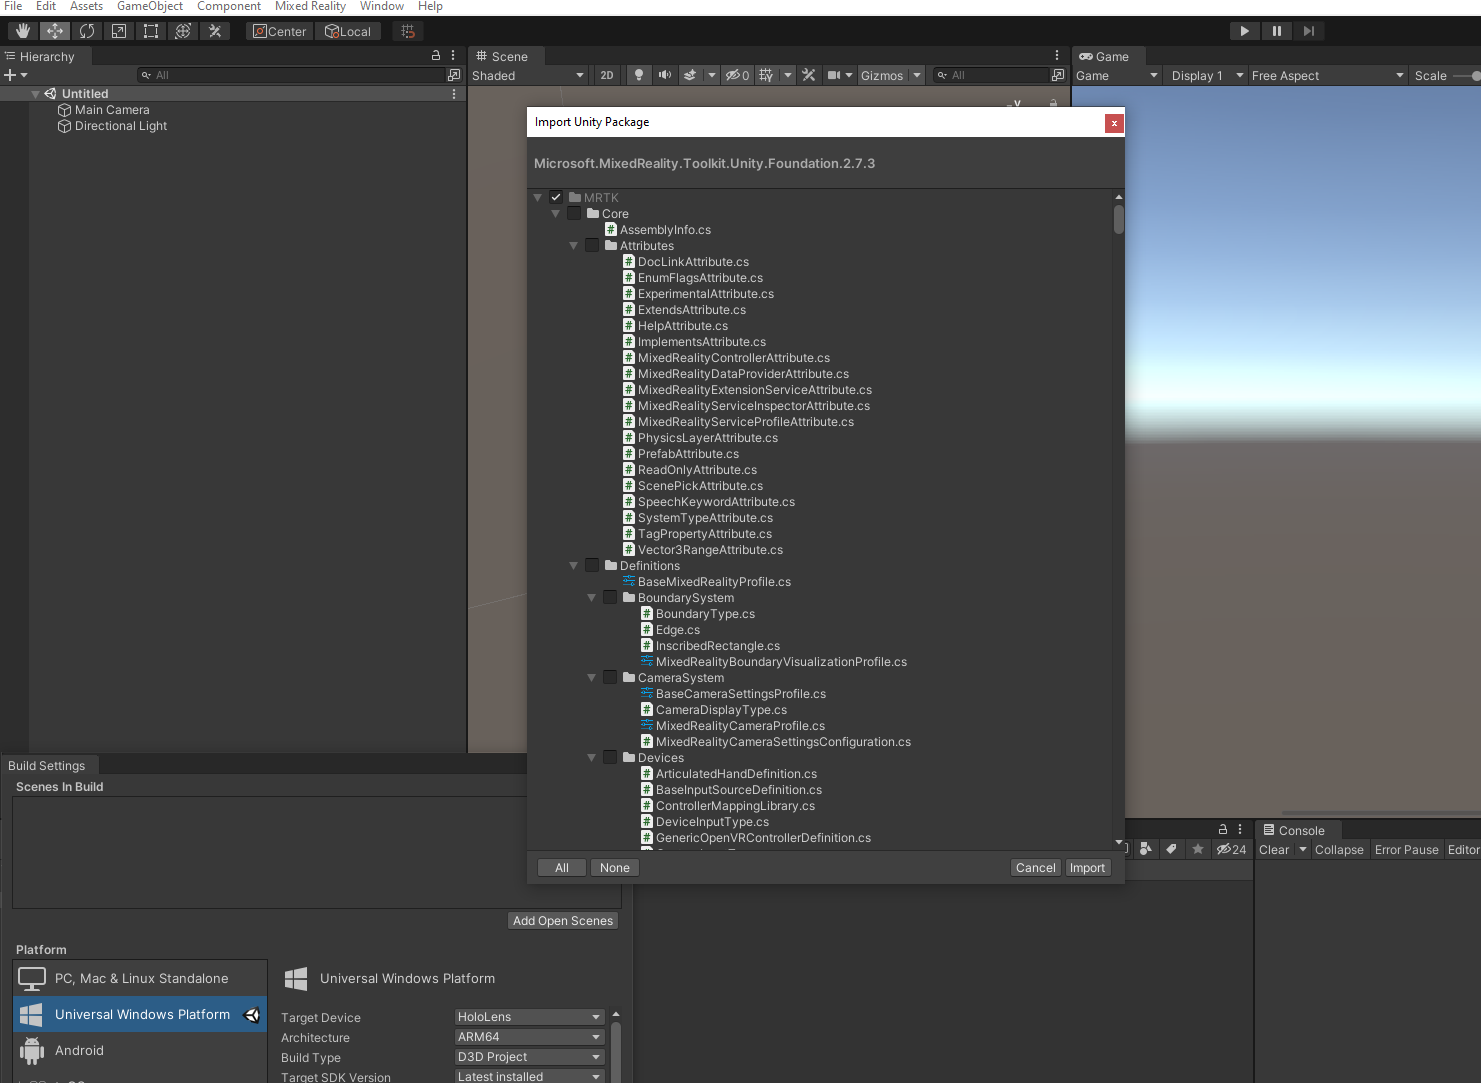 File Edit Assets GameObject Component Mixed Reality Window Help
Center Local
Hierarchy
All
Untitled
Main Camera
Directional Light
Scene
Shaded 2D 0 Gizmos All
Game
Game Display 1 Free Aspect Scale
Import Unity Package
x
Microsoft.MixedReality.Toolkit.Unity.Foundation.2.7.3
MRTK
Core
AssemblyInfo.cs
Attributes
DocLinkAttribute.cs
EnumFlagsAttribute.cs
ExperimentalAttribute.cs
ExtendsAttribute.cs
HelpAttribute.cs
ImplementsAttribute.cs
MixedRealityControllerAttribute.cs
MixedRealityDataProviderAttribute.cs
MixedRealityExtensionServiceAttribute.cs
MixedRealityServiceInspectorAttribute.cs
MixedRealityServiceProfileAttribute.cs
PhysicsLayerAttribute.cs
PrefabAttribute.cs
ReadOnlyAttribute.cs
ScenePickAttribute.cs
SpeechKeywordAttribute.cs
SystemTypeAttribute.cs
TagPropertyAttribute.cs
Vector3RangeAttribute.cs
Definitions
BaseMixedRealityProfile.cs
BoundarySystem
BoundaryType.cs
Edge.cs
InscribedRectangle.cs
MixedRealityBoundaryVisualizationProfile.cs
CameraSystem
BaseCameraSettingsProfile.cs
CameraDisplayType.cs
MixedRealityCameraProfile.cs
MixedRealityCameraSettingsConfiguration.cs
Devices
ArticulatedHandDefinition.cs
BaseInputSourceDefinition.cs
ControllerMappingLibrary.cs
DeviceInputType.cs
GenericOpenVRControllerDefinition.cs
All None Cancel Import
Build Settings
Scenes In Build
Add Open Scenes
Platform
PC, Mac & Linux Standalone
Universal Windows Platform
Android
Universal Windows Platform
Target Device HoloLens
Architecture ARM64
Build Type D3D Project
Target SDK Version Latest installed
24
Console
Clear Collapse Error Pause Editor